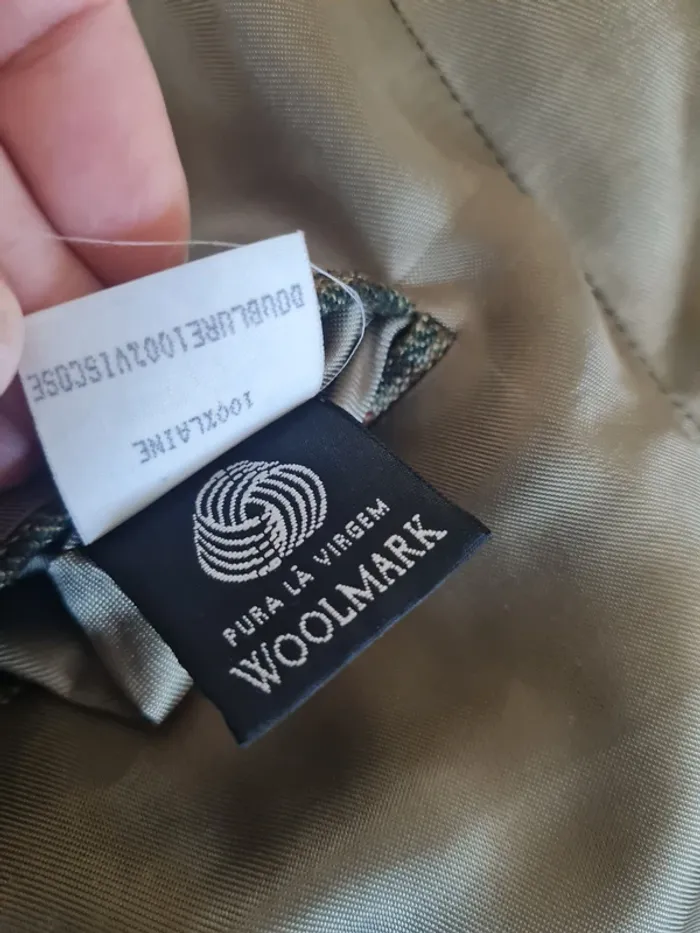 100%LAINE
DOUBLURE100%VISCOSE
PURA LÃ VIRGEM
WOOLMARK